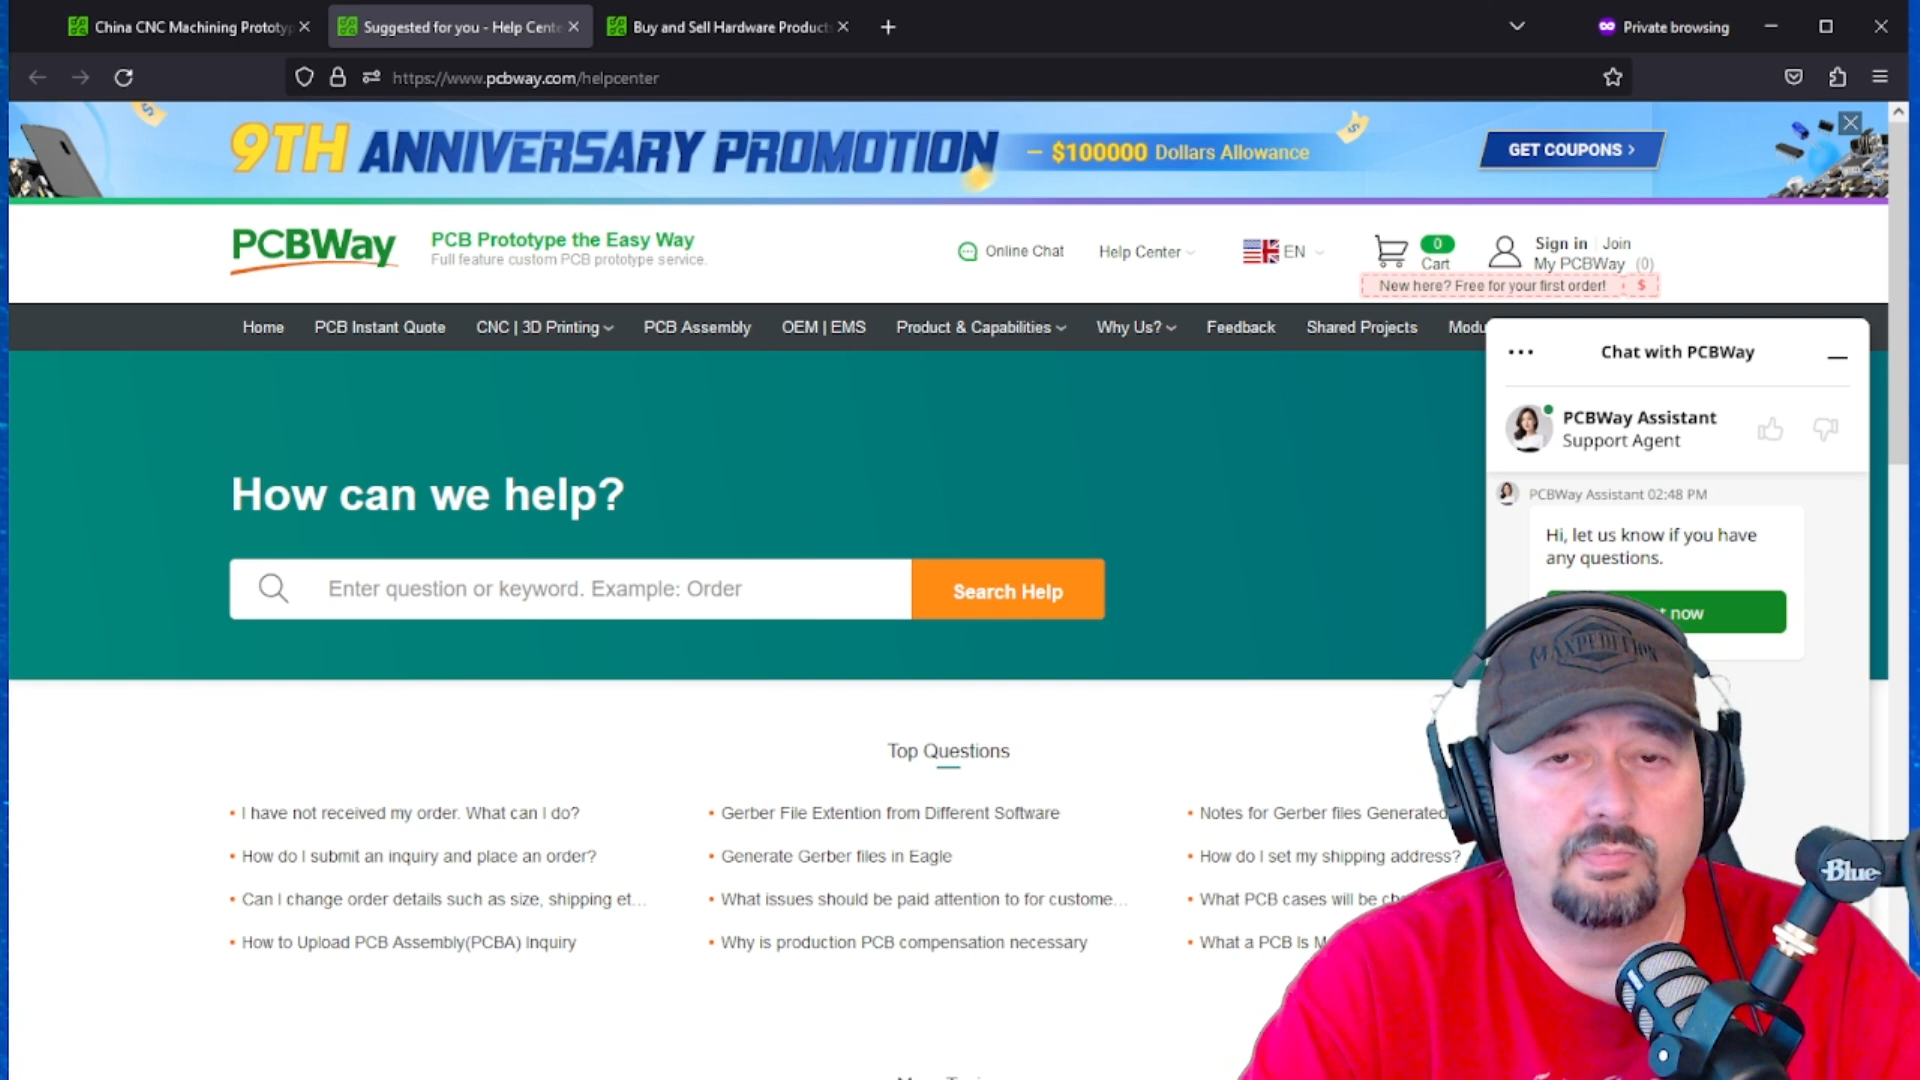 China CNC Machining Prototyp
Suggested for you - Help Cente
Buy and Sell Hardware Product
Private browsing
https://www.pcbway.com/helpcenter
9TH ANNIVERSARY PROMOTION
– $100000 Dollars Allowance
GET COUPONS >
PCBWay
PCB Prototype the Easy Way
Full feature custom PCB prototype service.
Online Chat
Help Center
EN
0
Cart
Sign in | Join
My PCBWay (0)
New here? Free for your first order! $
Home
PCB Instant Quote
CNC | 3D Printing
PCB Assembly
OEM | EMS
Product & Capabilities
Why Us?
Feedback
Shared Projects
Modu
Chat with PCBWay
PCBWay Assistant
Support Agent
PCBWay Assistant 02:48 PM
Hi, let us know if you have
any questions.
now
How can we help?
Enter question or keyword. Example: Order
Search Help
MAXPEDITION
Top Questions
• I have not received my order. What can I do?
• Gerber File Extention from Different Software
• Notes for Gerber files Generated
• How do I submit an inquiry and place an order?
• Generate Gerber files in Eagle
• How do I set my shipping address?
• Can I change order details such as size, shipping et...
• What issues should be paid attention to for custome...
• What PCB cases will be
• How to Upload PCB Assembly(PCBA) Inquiry
• Why is production PCB compensation necessary
• What a PCB Is
Blue